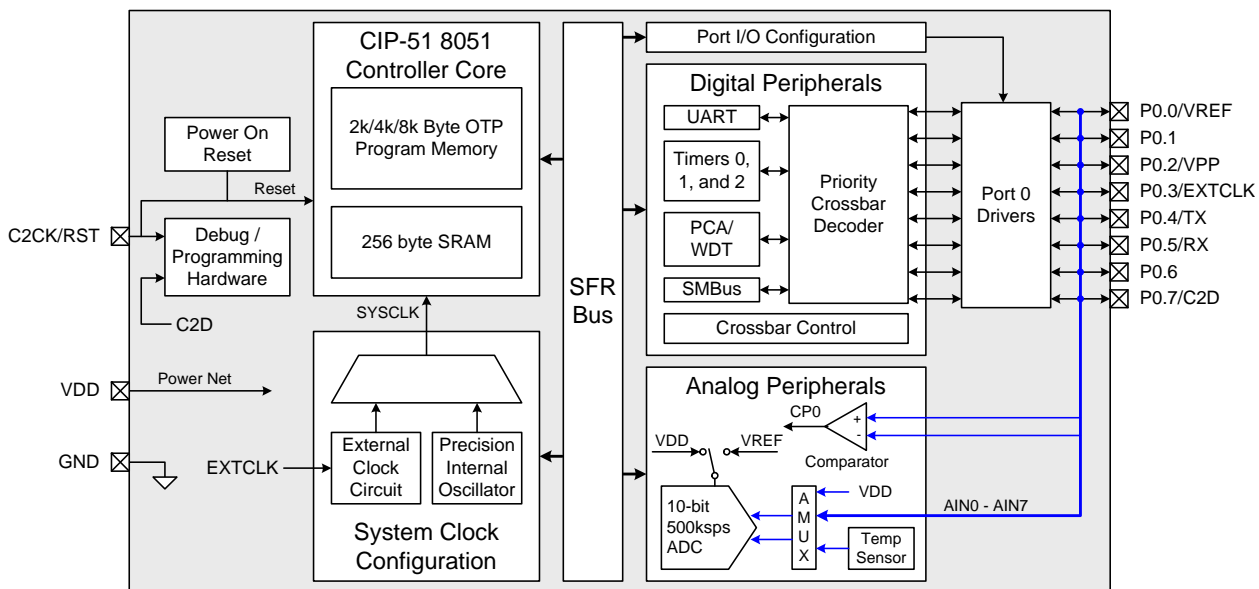 CIP-51 8051
Controller Core
2k/4k/8k Byte OTP
Program Memory
256 byte SRAM
Power On
Reset
Reset
C2CK/RST
Debug /
Programming
Hardware
C2D
SYSCLK
VDD
Power Net
GND
EXTCLK
External
Clock
Circuit
Precision
Internal
Oscillator
System Clock
Configuration
SFR
Bus
Port I/O Configuration
Digital Peripherals
UART
Timers 0,
1, and 2
PCA/
WDT
SMBus
Priority
Crossbar
Decoder
Crossbar Control
Port 0
Drivers
P0.0/VREF
P0.1
P0.2/VPP
P0.3/EXTCLK
P0.4/TX
P0.5/RX
P0.6
P0.7/C2D
Analog Peripherals
CP0
+
-
Comparator
VDD
VREF
10-bit
500ksps
ADC
A
M
U
X
VDD
AIN0 - AIN7
Temp
Sensor